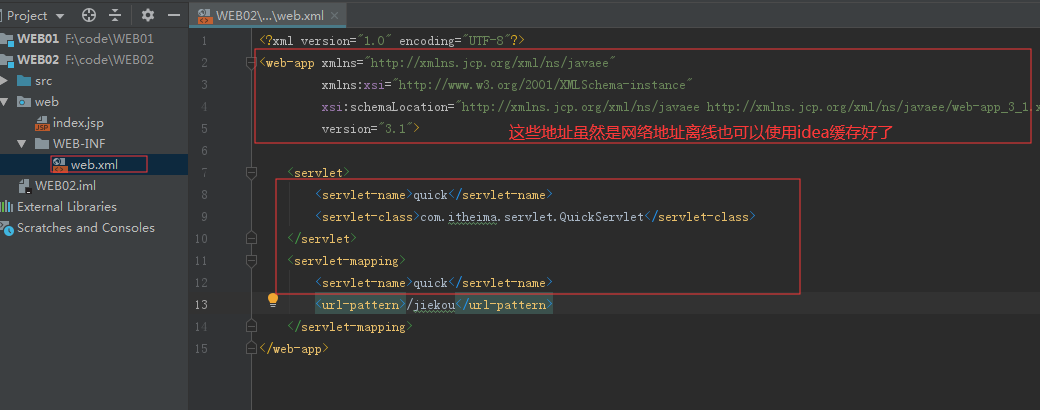 Project
WEB02\...\web.xml
WEB01 F:\code\WEB01
WEB02 F:\code\WEB02
src
web
index.jsp
WEB-INF
web.xml
WEB02.iml
External Libraries
Scratches and Consoles
1 <?xml version="1.0" encoding="UTF-8"?>
2 <web-app xmlns="http://xmlns.jcp.org/xml/ns/javaee"
3 xmlns:xsi="http://www.w3.org/2001/XMLSchema-instance"
4 xsi:schemaLocation="http://xmlns.jcp.org/xml/ns/javaee http://xmlns.jcp.org/xml/ns/javaee/web-app_3_1.x
5 version="3.1">
这些地址虽然是网络地址离线也可以使用idea缓存好了
6
7 <servlet>
8 <servlet-name>quick</servlet-name>
9 <servlet-class>com.itheima.servlet.QuickServlet</servlet-class>
10 </servlet>
11 <servlet-mapping>
12 <servlet-name>quick</servlet-name>
13 <url-pattern>/jiekou</url-pattern>
14 </servlet-mapping>
15 </web-app>